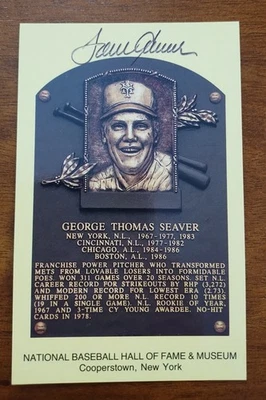 Tom Seaver
GEORGE THOMAS SEAVER
NEW YORK, N.L., 1967-1977, 1983
CINCINNATI, N.L., 1977-1982
CHICAGO, A.L., 1984-1986
BOSTON, A.L., 1986
FRANCHISE POWER PITCHER WHO TRANSFORMED
METS FROM LOVABLE LOSERS INTO FORMIDABLE
FOES. WON 311 GAMES OVER 20 SEASONS. SET N.L.
CAREER RECORD FOR STRIKEOUTS BY RHP (3,272)
AND MODERN RECORD FOR LOWEST ERA (2.73).
WHIFFED 200 OR MORE N.L. RECORD 10 TIMES
(19 IN A SINGLE GAME). N.L. ROOKIE OF YEAR,
1967 AND 3-TIME CY YOUNG AWARDEE. NO-HIT
CARDS IN 1978.
NATIONAL BASEBALL HALL OF FAME & MUSEUM
Cooperstown, New York